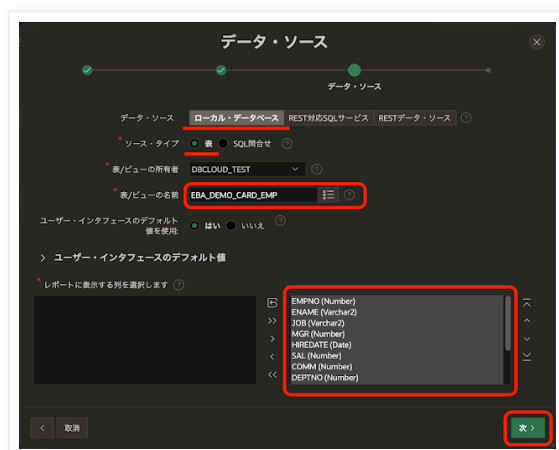 データ・ソース
データ・ソース
データ・ソース ローカル・データベース REST対応SQLサービス RESTデータ・ソース
* ソース・タイプ 表 SQL問合せ
* 表/ビューの所有者 DBCLOUD_TEST
* 表/ビューの名前 EBA_DEMO_CARD_EMP
ユーザー・インタフェースのデフォルト
値を使用: はい いいえ
> ユーザー・インタフェースのデフォルト値
* レポートに表示する列を選択します
EMPNO (Number)
ENAME (Varchar2)
JOB (Varchar2)
MGR (Number)
HIREDATE (Date)
SAL (Number)
COMM (Number)
DEPTNO (Number)
< 取消 次 >